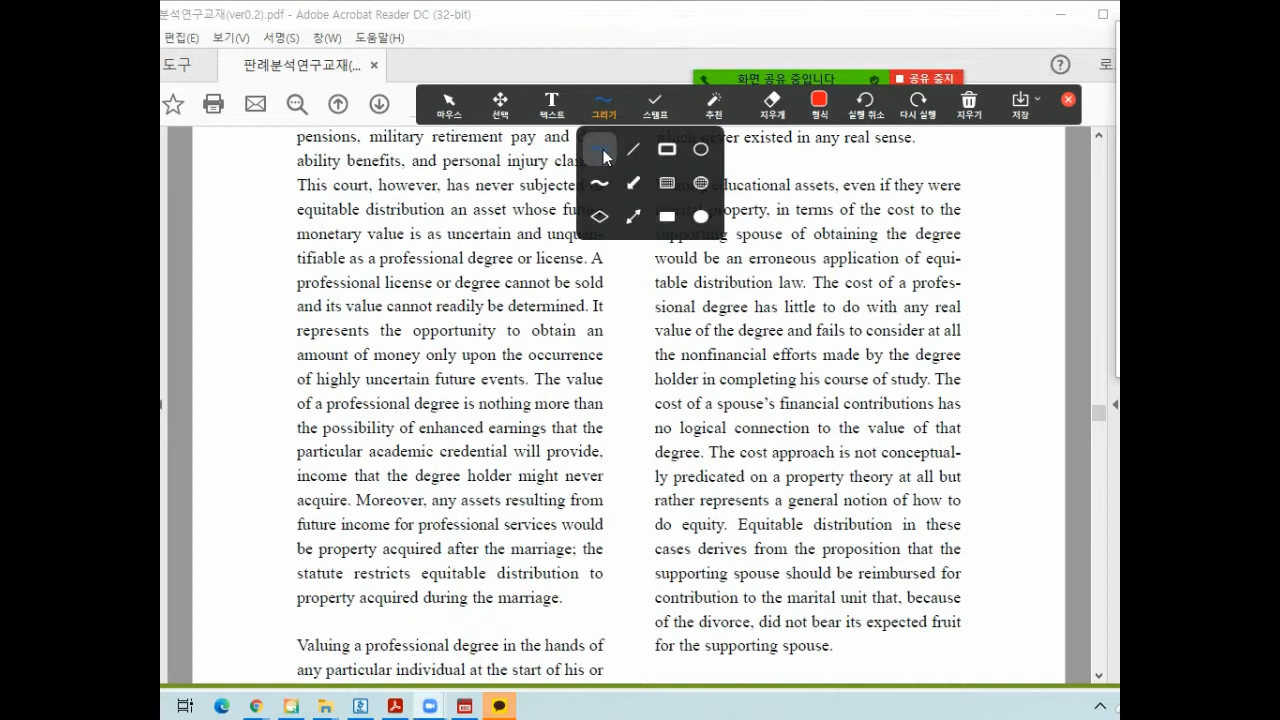 분석연구교재(ver0.2).pdf - Adobe Acrobat Reader DC (32-bit)
편집(E) 보기(V) 서명(S) 창(W) 도움말(H)
도구 판례분석연구교재(... × 로
화면 공유 중입니다 공유 중지
마우스 선택 텍스트 그리기 스탬프 추천 지우개 형식 실행 취소 다시 실행 지우기 저장
pensions, military retirement pay and
ability benefits, and personal injury
This court, however, has never subjected
equitable distribution an asset whose
monetary value is as uncertain and unquan-
tifiable as a professional degree or license. A
professional license or degree cannot be sold
and its value cannot readily be determined. It
represents the opportunity to obtain an
amount of money only upon the occurrence
of highly uncertain future events. The value
of a professional degree is nothing more than
the possibility of enhanced earnings that the
particular academic credential will provide,
income that the degree holder might never
acquire. Moreover, any assets resulting from
future income for professional services would
be property acquired after the marriage; the
statute restricts equitable distribution to
property acquired during the marriage.
Valuing a professional degree in the hands of
any particular individual at the start of his or
never existed in any real sense.
educational assets, even if they were
property, in terms of the cost to the
supporting spouse of obtaining the degree
would be an erroneous application of equi-
table distribution law. The cost of a profes-
sional degree has little to do with any real
value of the degree and fails to consider at all
the nonfinancial efforts made by the degree
holder in completing his course of study. The
cost of a spouse's financial contributions has
no logical connection to the value of that
degree. The cost approach is not conceptual-
ly predicated on a property theory at all but
rather represents a general notion of how to
do equity. Equitable distribution in these
cases derives from the proposition that the
supporting spouse should be reimbursed for
contribution to the marital unit that, because
of the divorce, did not bear its expected fruit
for the supporting spouse.